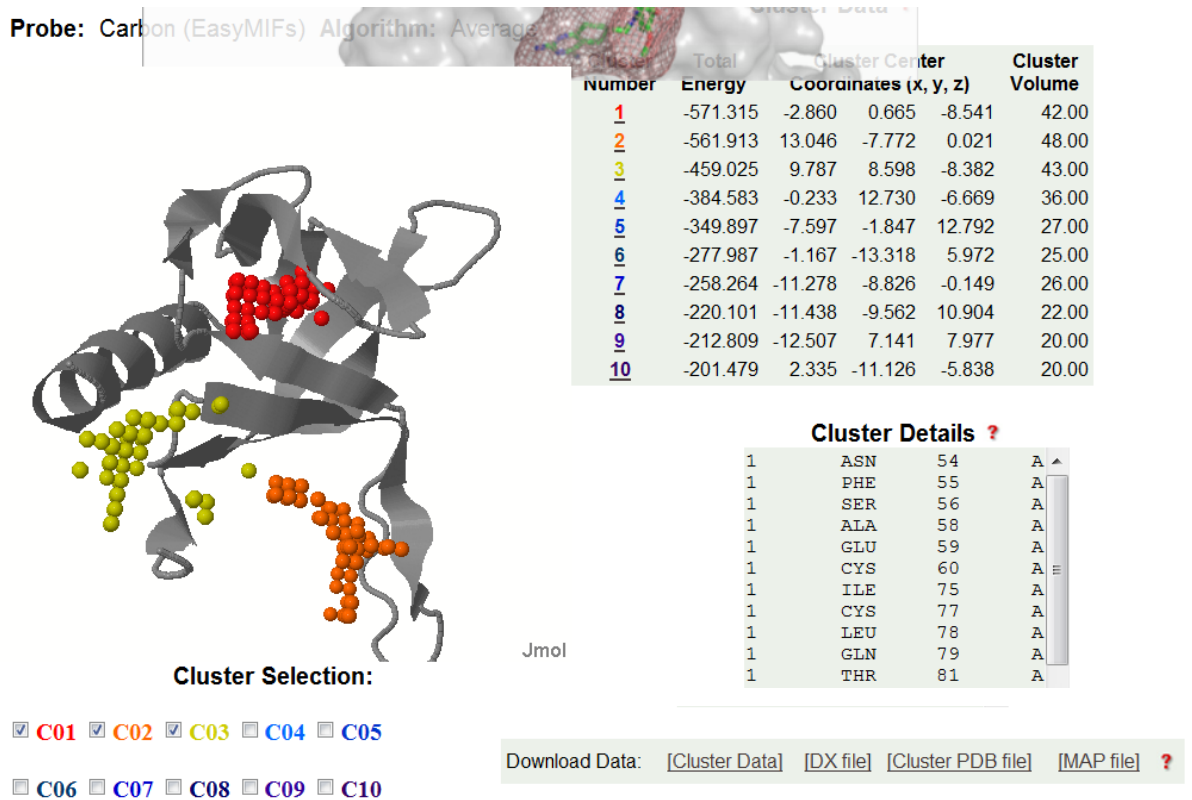 Cluster Data
Probe: Carbon (EasyMIFs) Algorithm: Average
Cluster Number Total Energy Cluster Center Coordinates (x, y, z) Cluster Volume
1 -571.315 -2.860 0.665 -8.541 42.00
2 -561.913 13.046 -7.772 0.021 48.00
3 -459.025 9.787 8.598 -8.382 43.00
4 -384.583 -0.233 12.730 -6.669 36.00
5 -349.897 -7.597 -1.847 12.792 27.00
6 -277.987 -1.167 -13.318 5.972 25.00
7 -258.264 -11.278 -8.826 -0.149 26.00
8 -220.101 -11.438 -9.562 10.904 22.00
9 -212.809 -12.507 7.141 7.977 20.00
10 -201.479 2.335 -11.126 -5.838 20.00
Cluster Details ?
1 ASN 54 A
1 PHE 55 A
1 SER 56 A
1 ALA 58 A
1 GLU 59 A
1 CYS 60 A
1 ILE 75 A
1 CYS 77 A
1 LEU 78 A
1 GLN 79 A
1 THR 81 A
Jmol
Cluster Selection:
C01 C02 C03 C04 C05
C06 C07 C08 C09 C10
Download Data: [Cluster Data] [DX file] [Cluster PDB file] [MAP file] ?